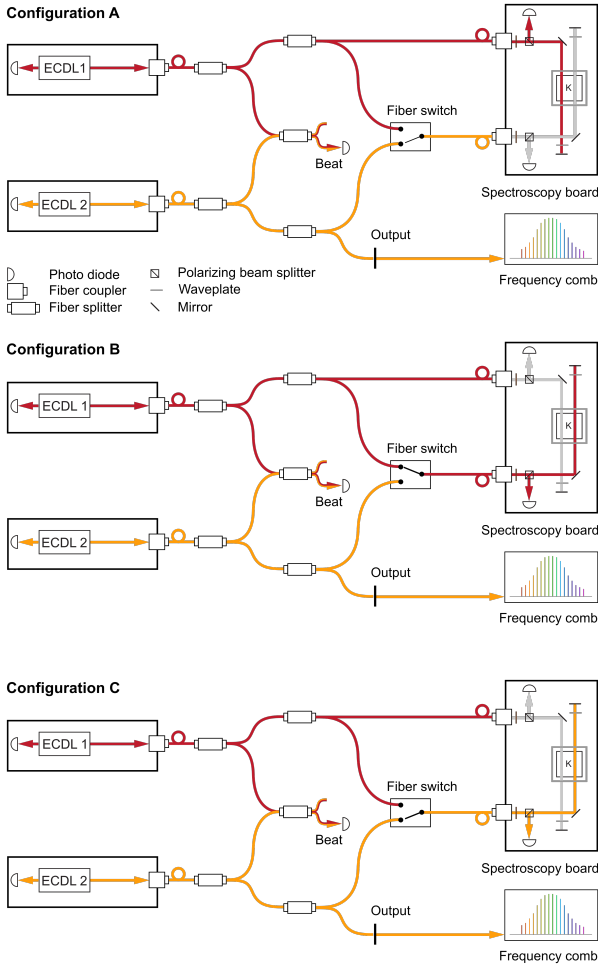 Configuration A
ECDL1
K
Fiber switch
Beat
ECDL 2
Spectroscopy board
Output
Frequency comb
Photo diode
Polarizing beam splitter
Fiber coupler
Waveplate
Fiber splitter
Mirror
Configuration B
ECDL 1
K
Fiber switch
Beat
ECDL 2
Spectroscopy board
Output
Frequency comb
Configuration C
ECDL 1
K
Fiber switch
Beat
ECDL 2
Spectroscopy board
Output
Frequency comb